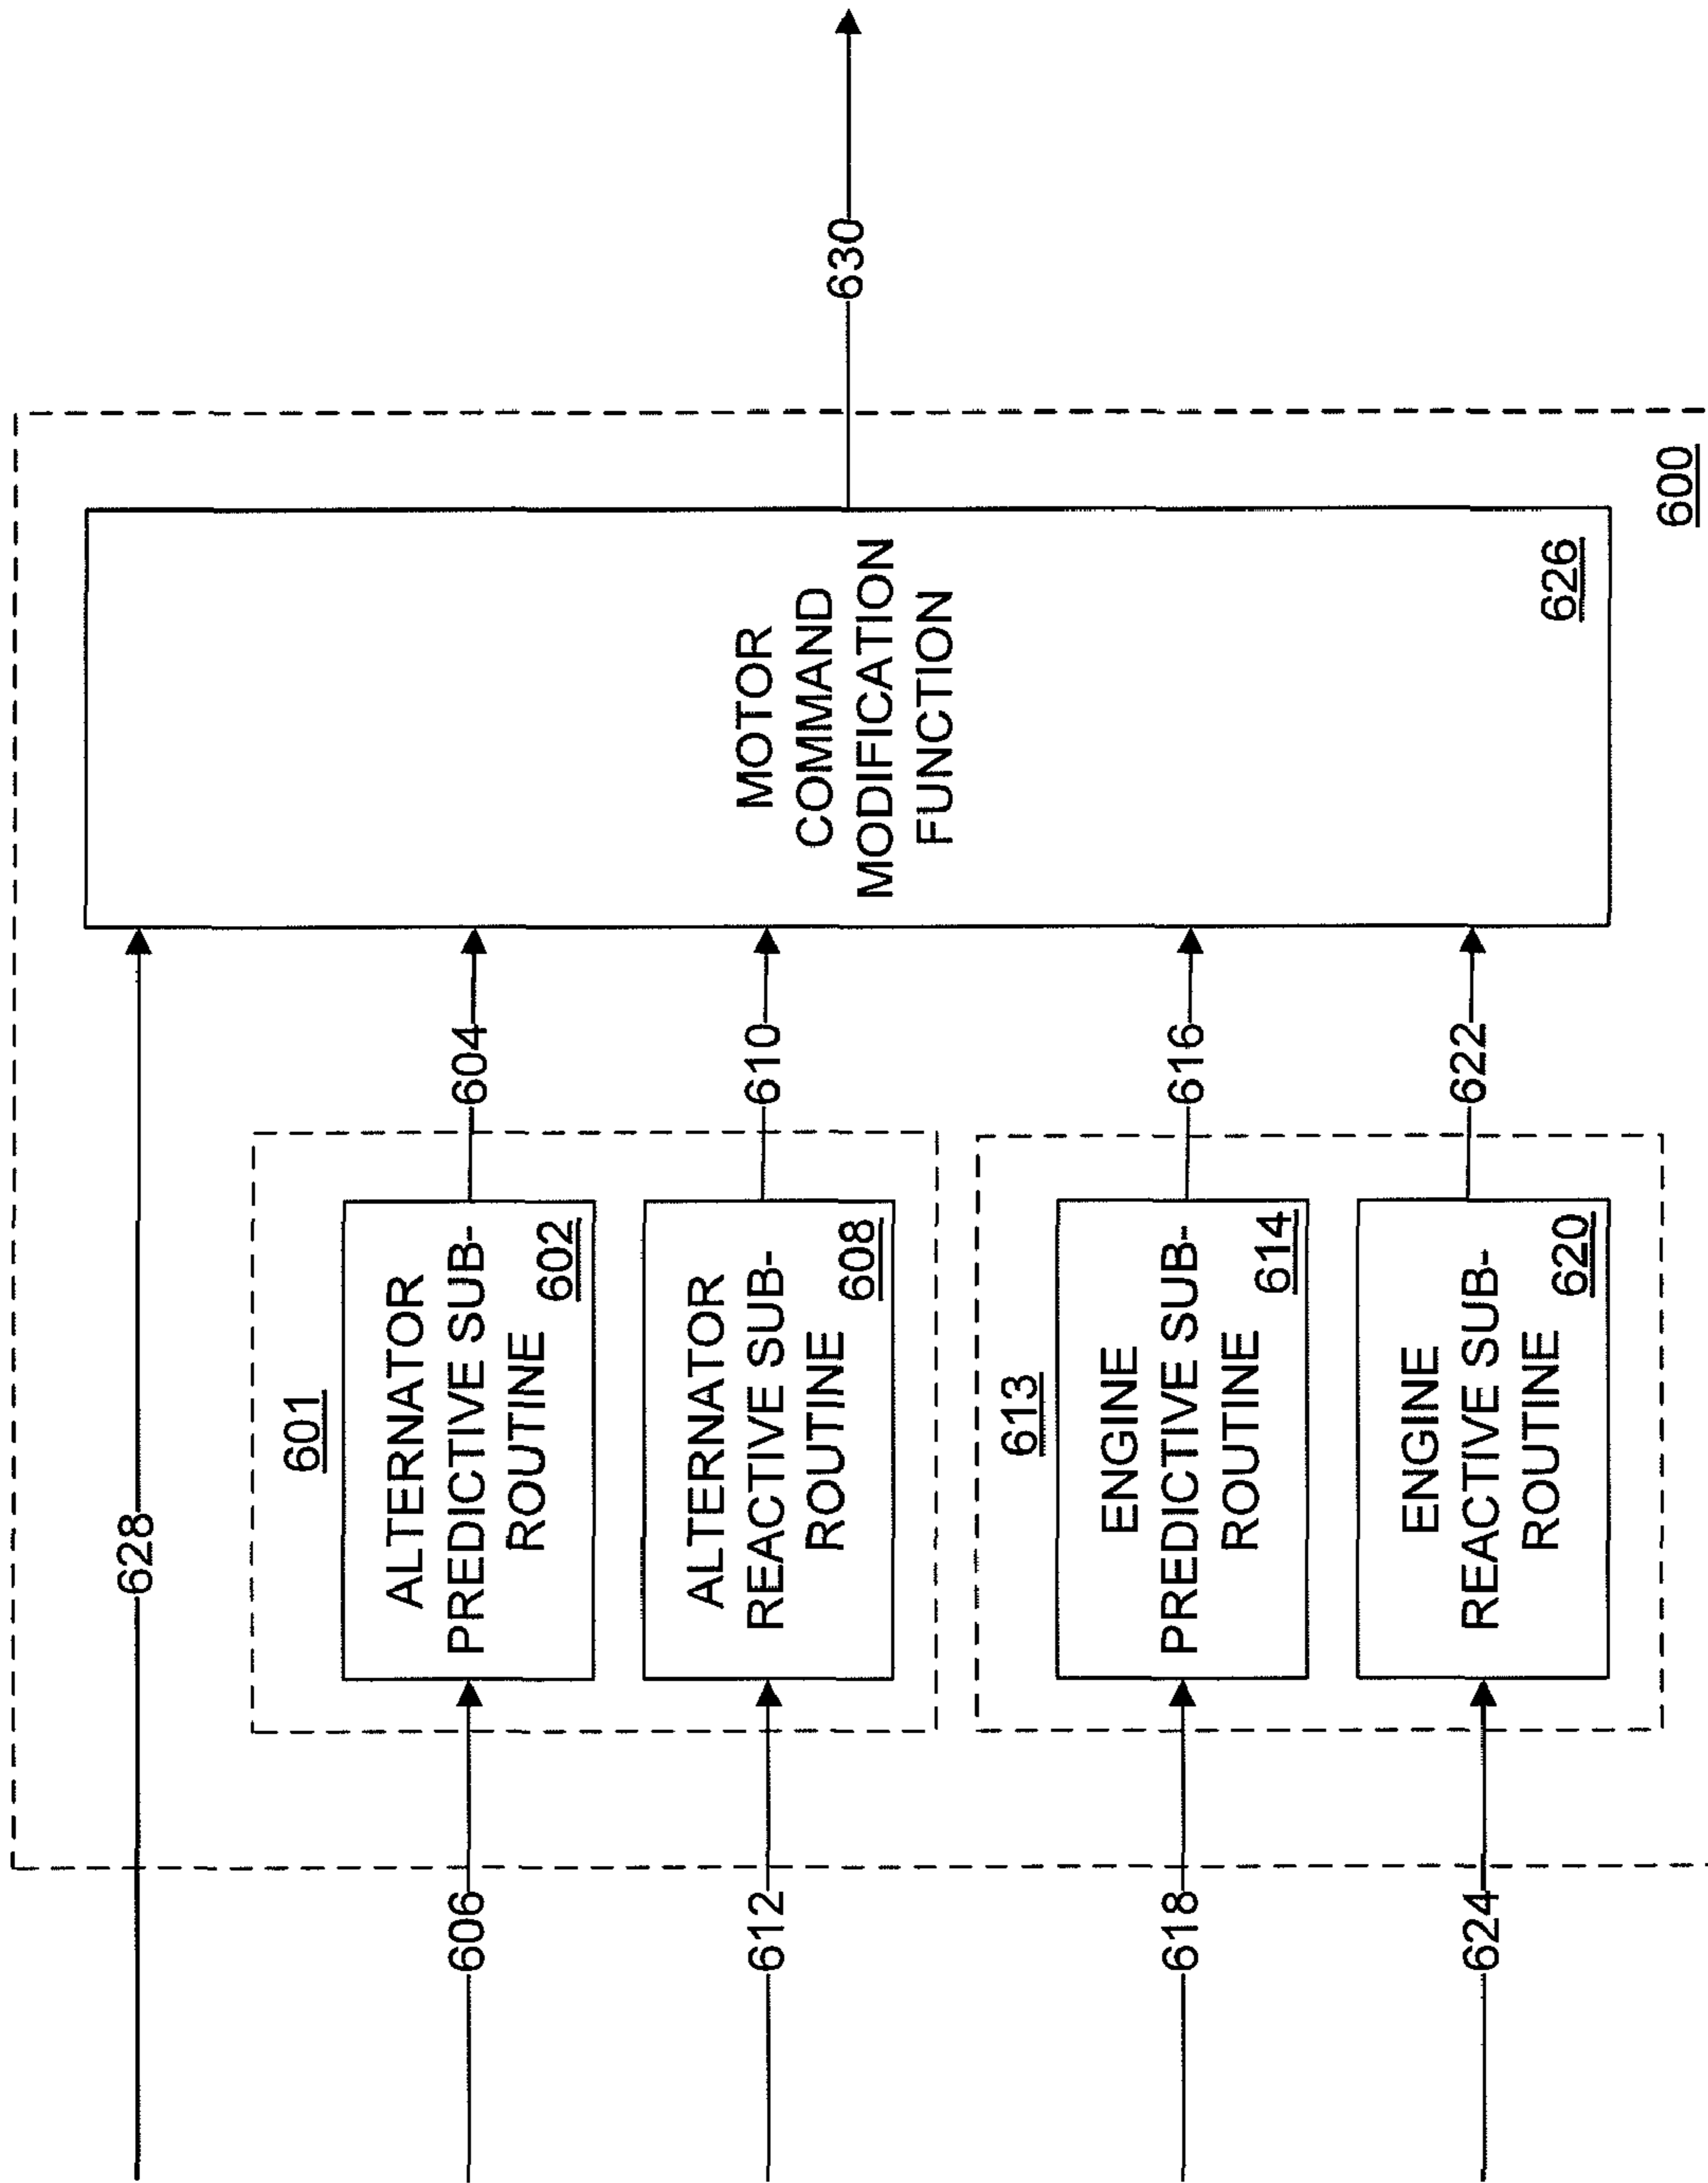 628
601
606
ALTERNATOR
PREDICTIVE SUB-
ROUTINE
602
604
612
ALTERNATOR
REACTIVE SUB-
ROUTINE
608
610
613
618
ENGINE
PREDICTIVE SUB-
ROUTINE
614
616
624
ENGINE
REACTIVE SUB-
ROUTINE
620
622
MOTOR
COMMAND
MODIFICATION
FUNCTION
626
630
600